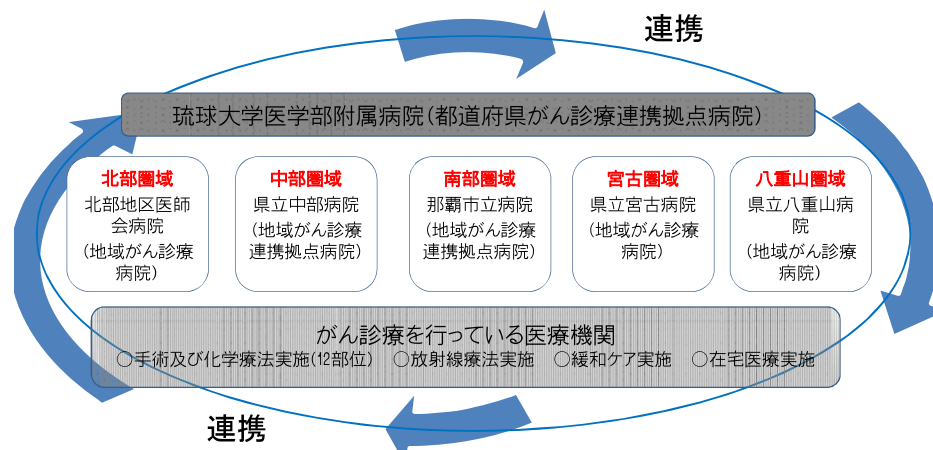 連携
琉球大学医学部附属病院(都道府県がん診療連携拠点病院)
北部圏域
北部地区医師
会病院
(地域がん診療
病院)
中部圏域
県立中部病院
(地域がん診療
連携拠点病院)
南部圏域
那覇市立病院
(地域がん診療
連携拠点病院)
宮古圏域
県立宮古病院
(地域がん診療
病院)
八重山圏域
県立八重山病
院
(地域がん診療
病院)
がん診療を行っている医療機関
○手術及び化学療法実施(12部位) ○放射線療法実施 ○緩和ケア実施 ○在宅医療実施
連携